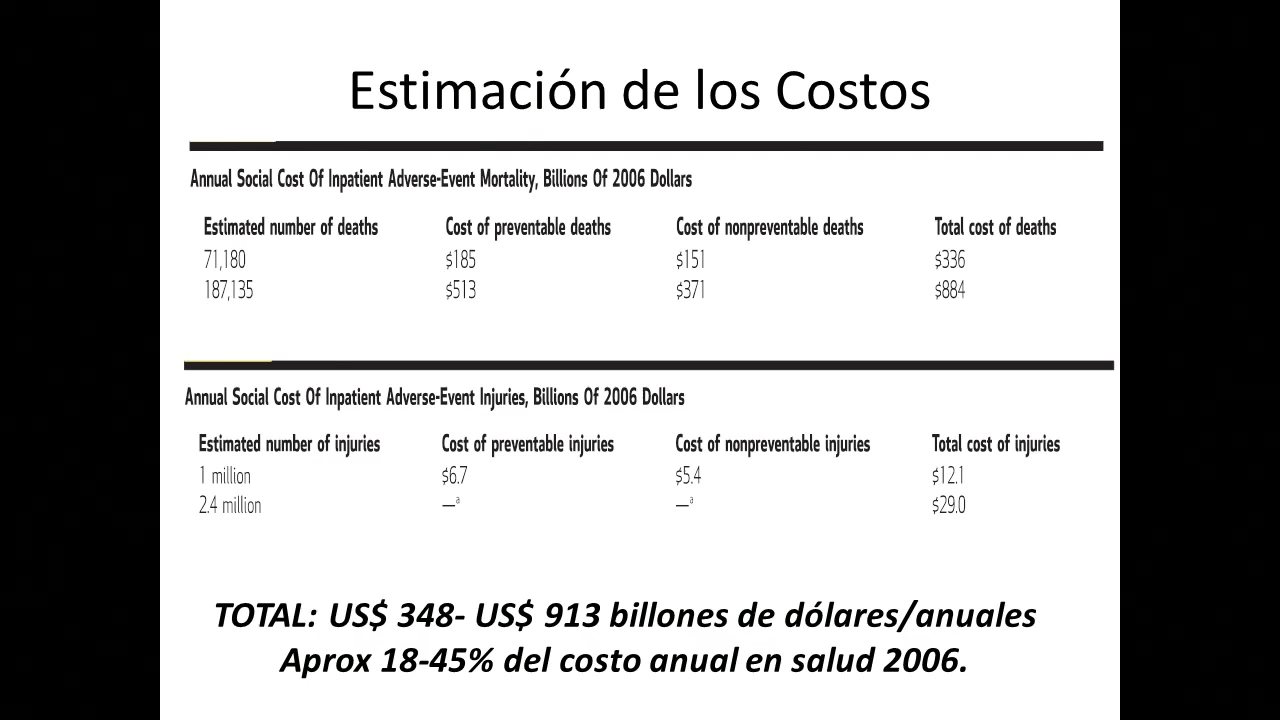 Estimación de los Costos
Annual Social Cost Of Inpatient Adverse-Event Mortality, Billions Of 2006 Dollars
Estimated number of deaths Cost of preventable deaths Cost of nonpreventable deaths Total cost of deaths
71,180 $185 $151 $336
187,135 $513 $371 $884
Annual Social Cost Of Inpatient Adverse-Event Injuries, Billions Of 2006 Dollars
Estimated number of injuries Cost of preventable injuries Cost of nonpreventable injuries Total cost of injuries
1 million $6.7 $5.4 $12.1
2.4 million —a —a $29.0
TOTAL: US$ 348- US$ 913 billones de dólares/anuales
Aprox 18-45% del costo anual en salud 2006.